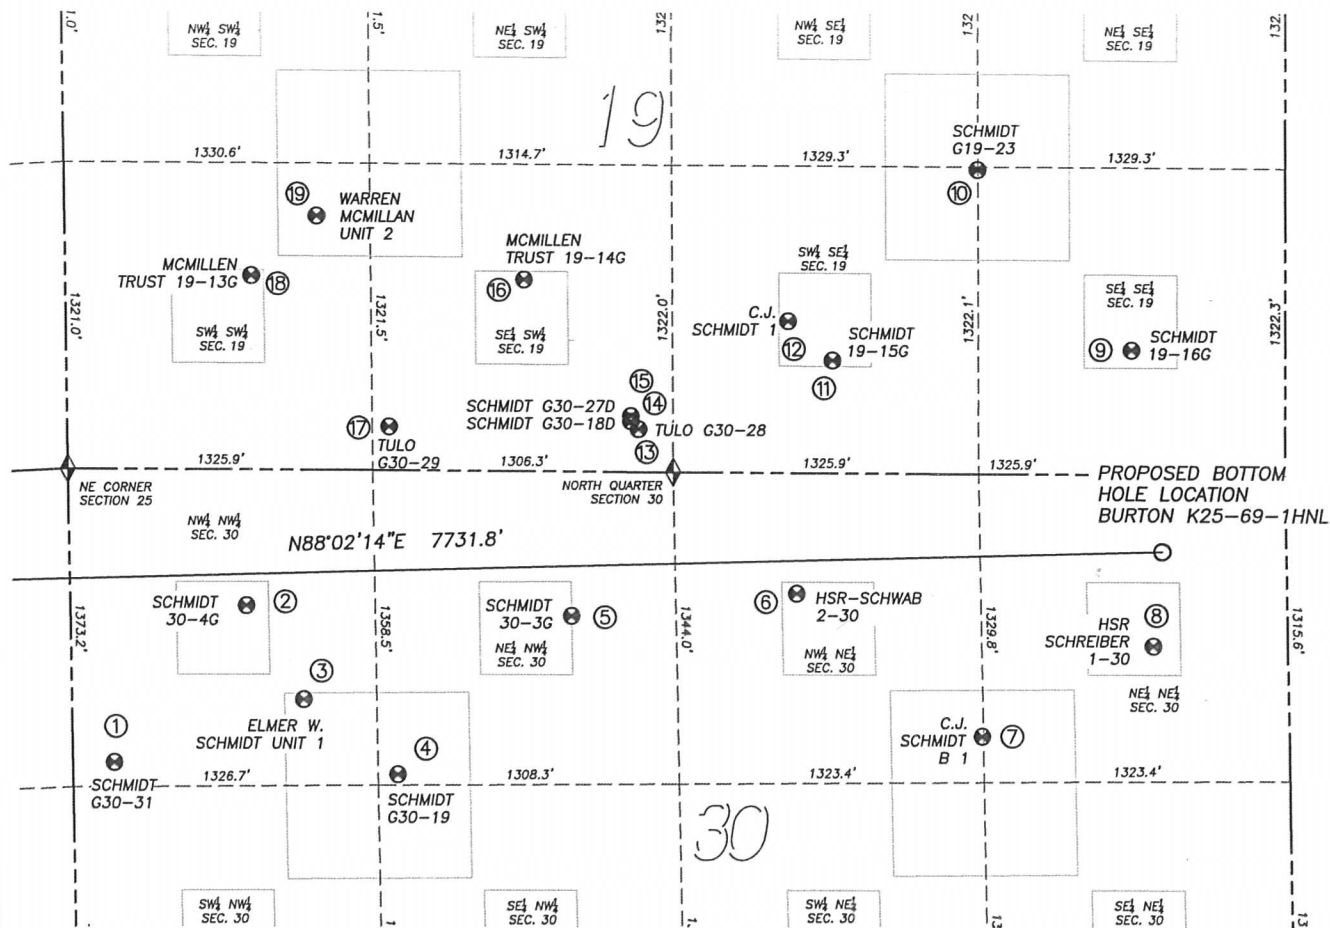 1.0'
1.5'
132
132
132.
NW¼ SW¼
SEC. 19
NE¼ SW¼
SEC. 19
NW¼ SE¼
SEC. 19
NE¼ SE¼
SEC. 19
19
SCHMIDT
G19-23
1330.6'
1314.7'
1329.3'
1329.3'
19
WARREN
MCMILLAN
UNIT 2
10
MCMILLEN
TRUST 19-13G
18
MCMILLEN
TRUST 19-14G
16
SW¼ SE¼
SEC. 19
SE¼ SE¼
SEC. 19
1321.0'
1321.5'
1322.0'
1322.1'
1322.3'
SW¼ SW¼
SEC. 19
SE¼ SW¼
SEC. 19
C.J.
SCHMIDT 1
12
SCHMIDT
19-15G
11
9
SCHMIDT
19-16G
15
14
SCHMIDT G30-27D
SCHMIDT G30-18D
TULO G30-28
13
17
TULO
G30-29
1325.9'
1306.3'
1325.9'
1325.9'
NE CORNER
SECTION 25
NORTH QUARTER
SECTION 30
PROPOSED BOTTOM
HOLE LOCATION
BURTON K25-69-1HNL
NW¼ NW¼
SEC. 30
N88°02'14"E 7731.8'
SCHMIDT
30-4G
2
SCHMIDT
30-3G
5
NE¼ NW¼
SEC. 30
6
HSR-SCHWAB
2-30
NW¼ NE¼
SEC. 30
8
HSR
SCHREIBER
1-30
NE¼ NE¼
SEC. 30
1373.2'
1358.5'
1344.0'
1329.8'
1315.6'
3
ELMER W.
SCHMIDT UNIT 1
1
SCHMIDT
G30-31
4
SCHMIDT
G30-19
C.J.
SCHMIDT
B 1
7
1326.7'
1308.3'
1323.4'
1323.4'
30
SW¼ NW¼
SEC. 30
SE¼ NW¼
SEC. 30
SW¼ NE¼
SEC. 30
SE¼ NE¼
SEC. 30
1
1.
13
13